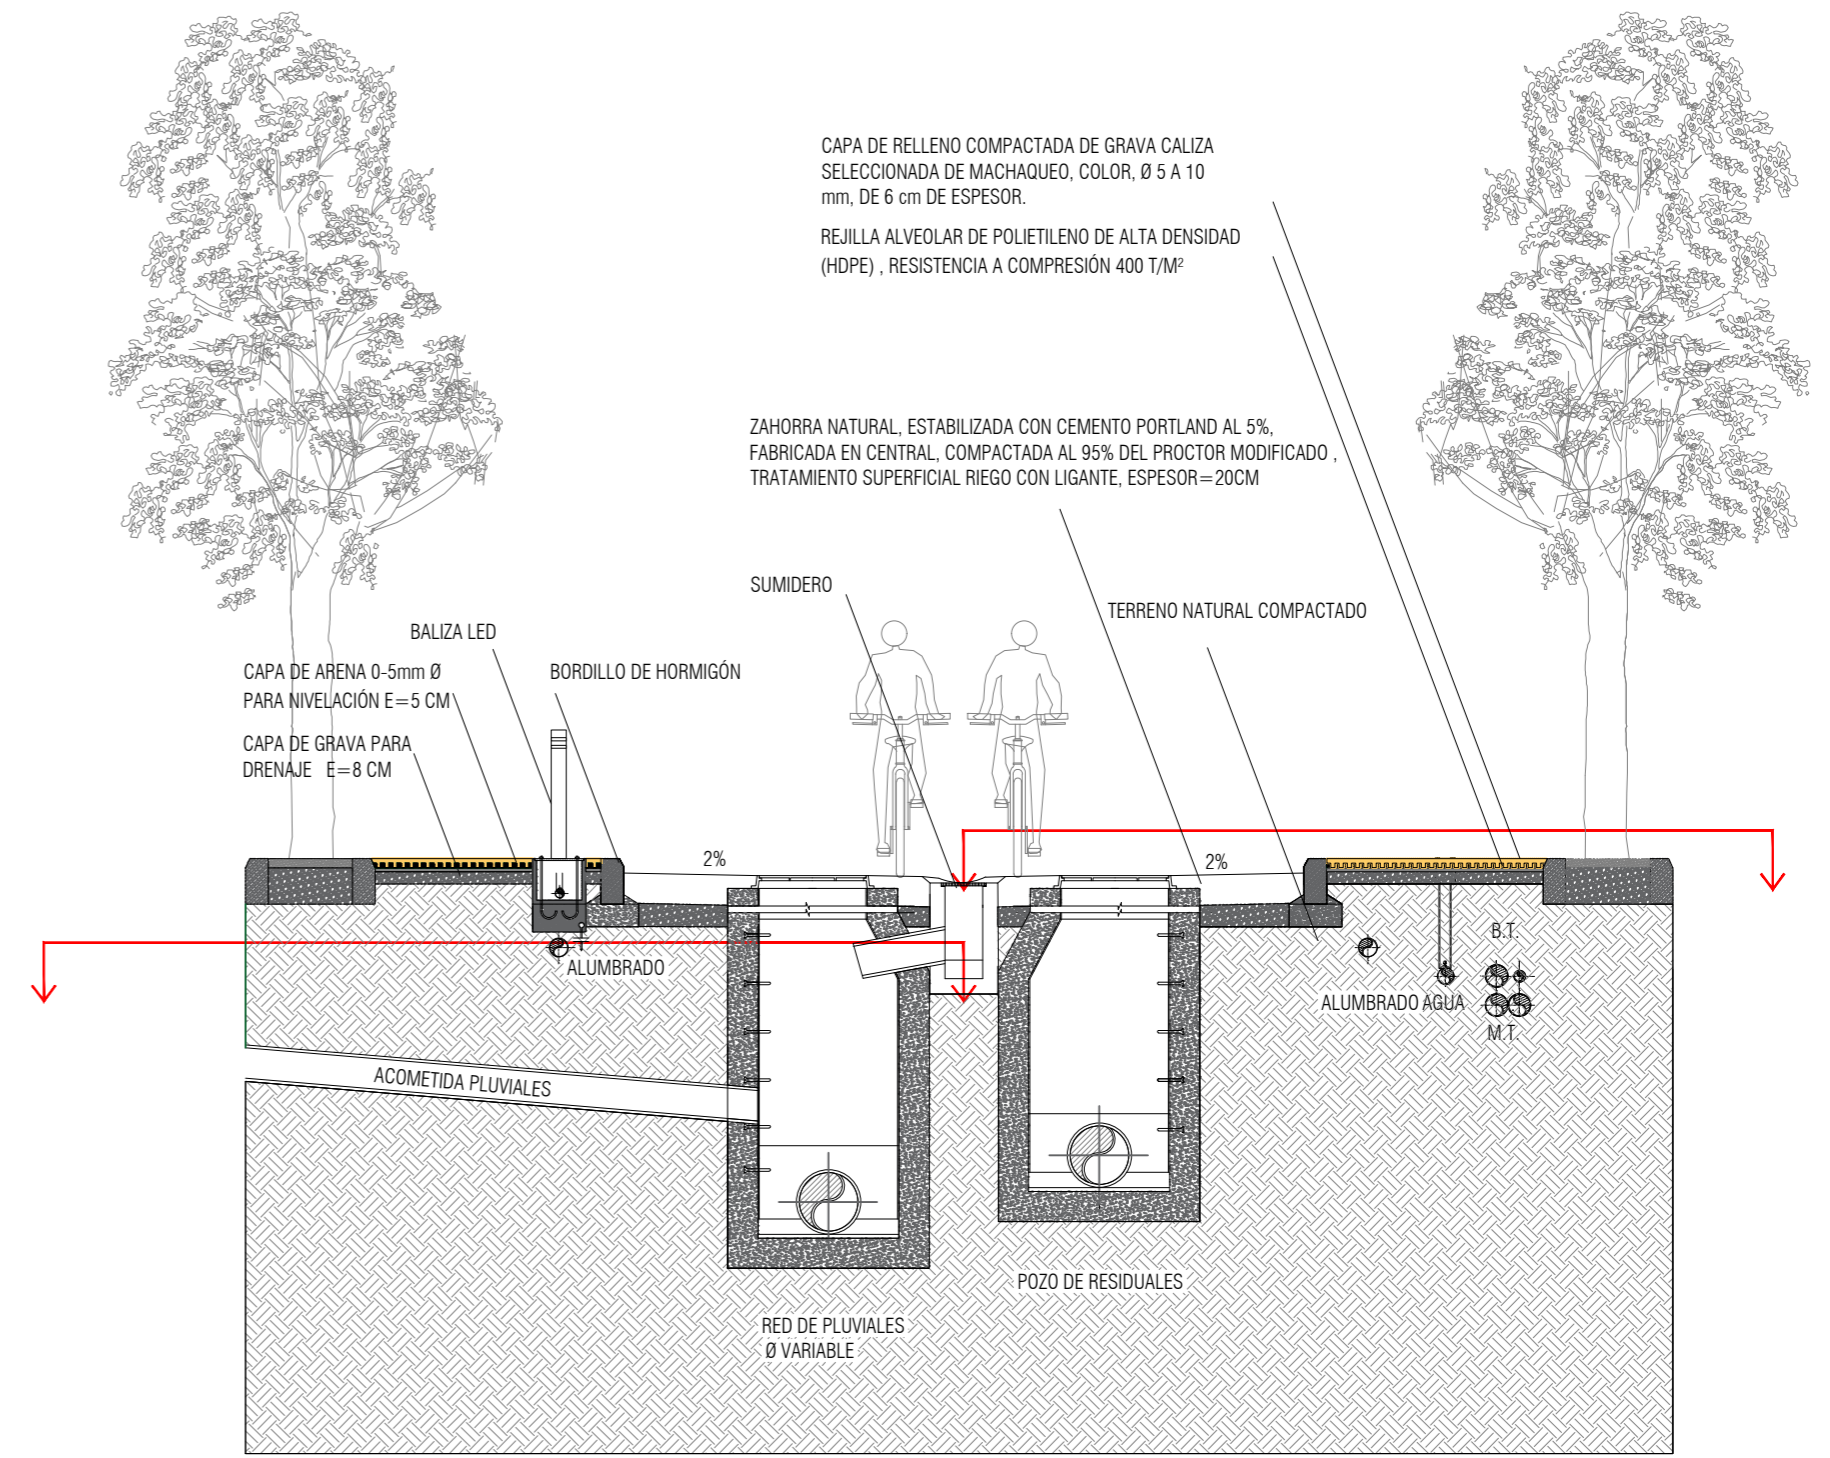 CAPA DE RELLENO COMPACTADA DE GRAVA CALIZA
SELECCIONADA DE MACHAQUEO, COLOR, Ø 5 A 10
mm, DE 6 cm DE ESPESOR.
REJILLA ALVEOLAR DE POLIETILENO DE ALTA DENSIDAD
(HDPE) , RESISTENCIA A COMPRESIÓN 400 T/M²
ZAHORRA NATURAL, ESTABILIZADA CON CEMENTO PORTLAND AL 5%,
FABRICADA EN CENTRAL, COMPACTADA AL 95% DEL PROCTOR MODIFICADO ,
TRATAMIENTO SUPERFICIAL RIEGO CON LIGANTE, ESPESOR=20CM
SUMIDERO
TERRENO NATURAL COMPACTADO
BALIZA LED
CAPA DE ARENA 0-5mm Ø
PARA NIVELACIÓN E=5 CM
BORDILLO DE HORMIGÓN
CAPA DE GRAVA PARA
DRENAJE E=8 CM
2%
2%
B.T.
ALUMBRADO
ALUMBRADO AGUA
M.T.
ACOMETIDA PLUVIALES
POZO DE RESIDUALES
RED DE PLUVIALES
Ø VARIABLE